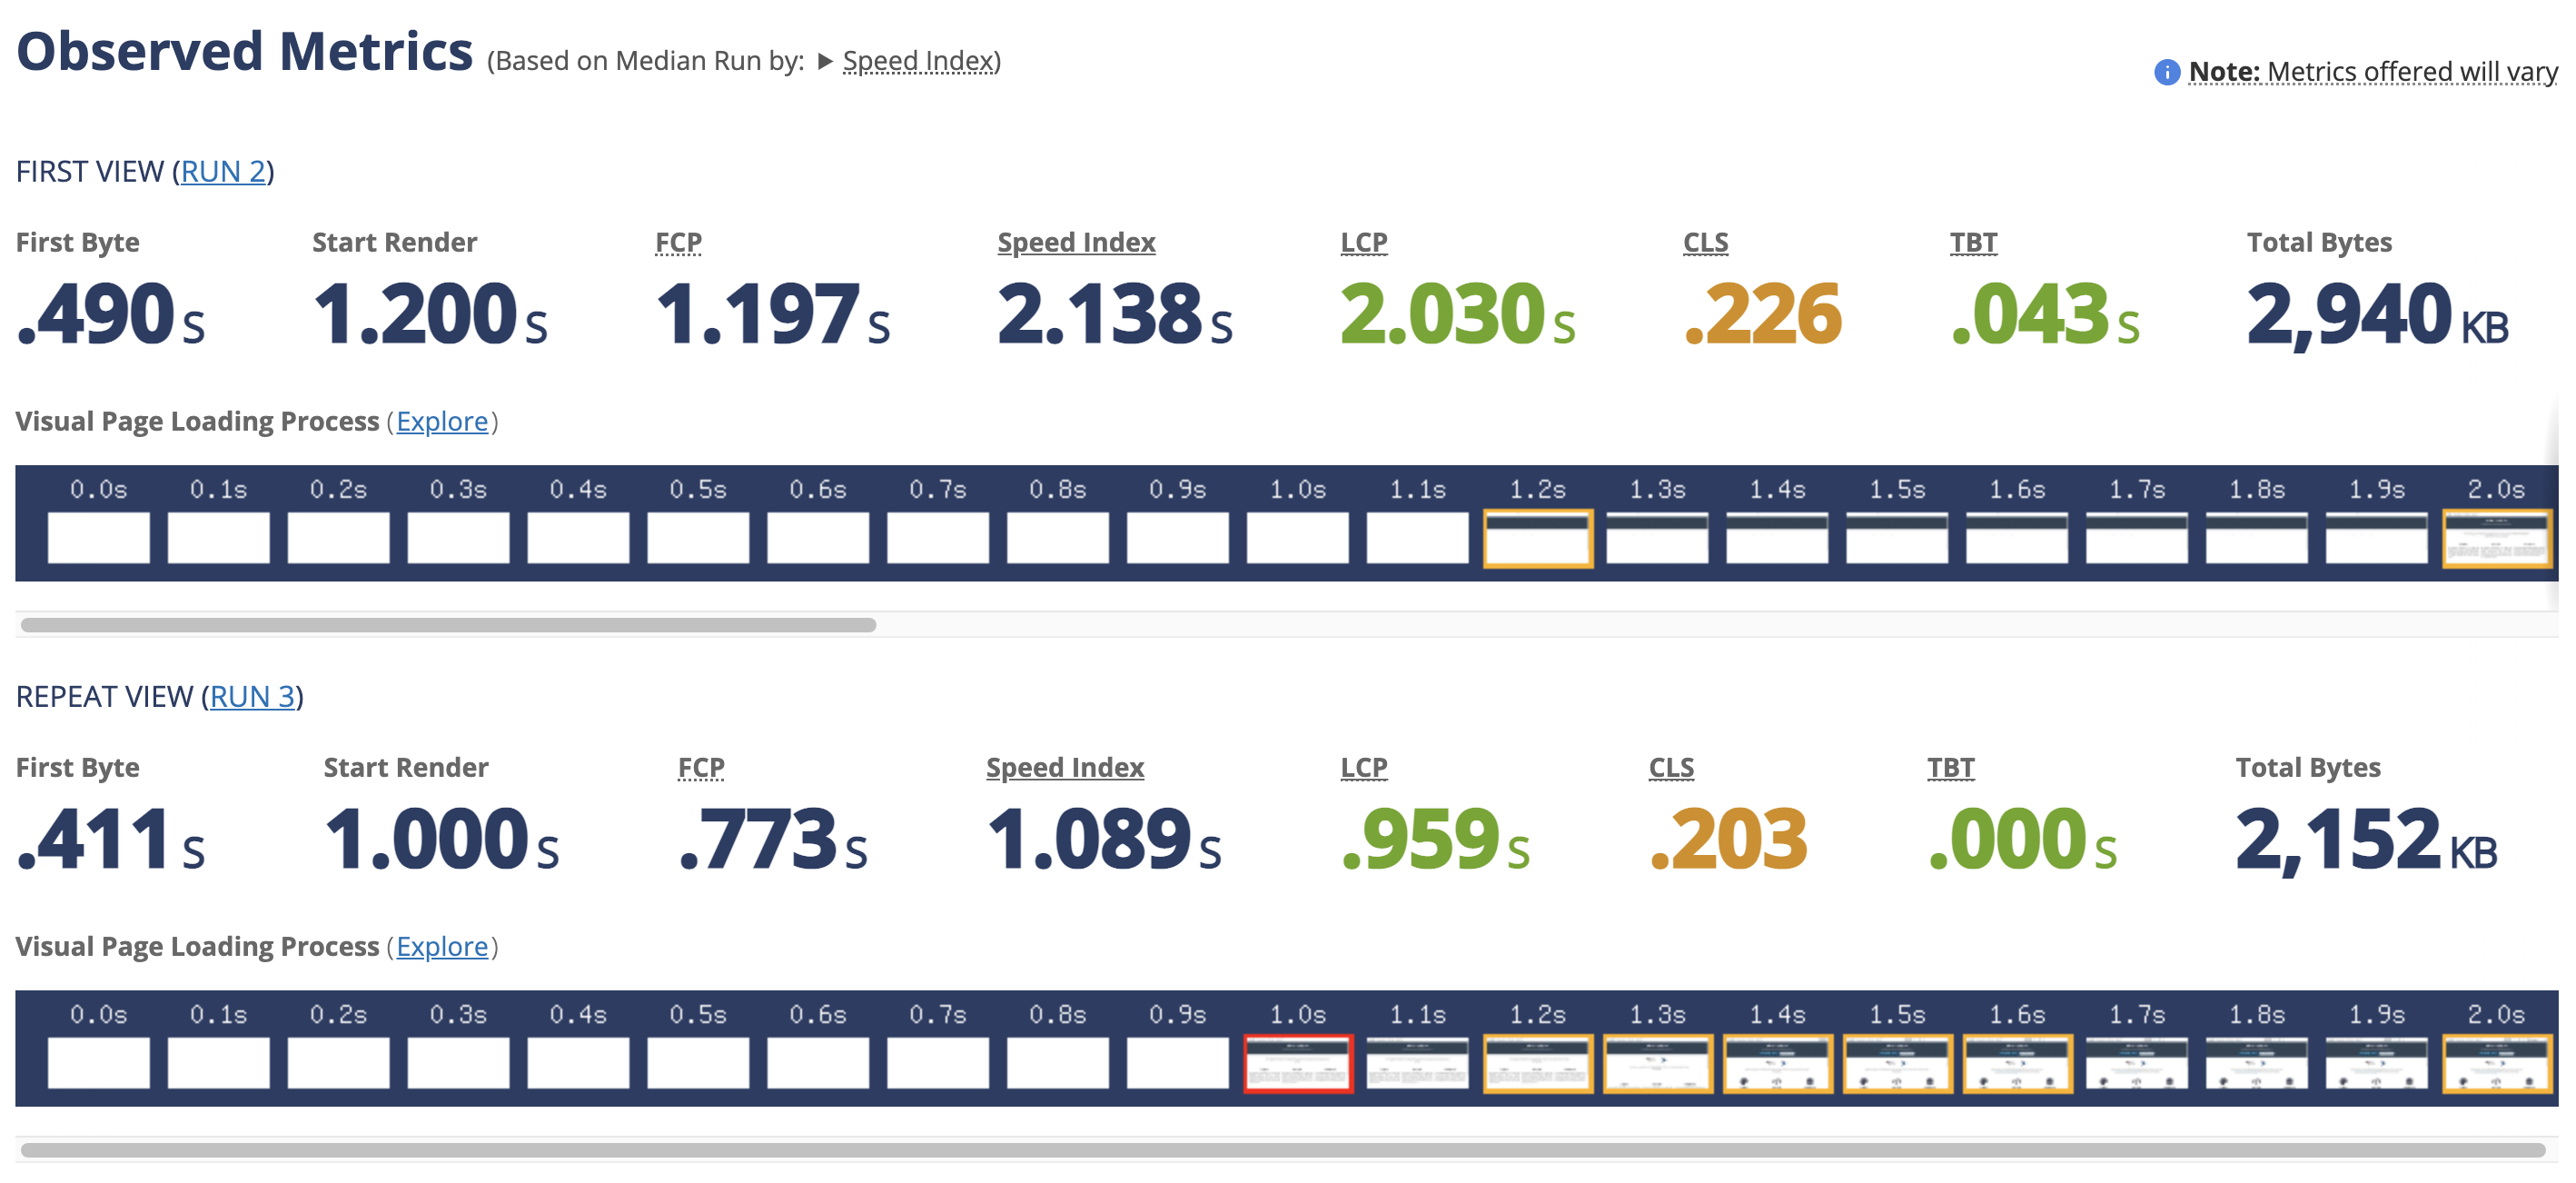 Observed Metrics (Based on Median Run by: ▶ Speed Index)
Note: Metrics offered will vary
FIRST VIEW (RUN 2)
First Byte Start Render FCP Speed Index LCP CLS TBT Total Bytes
.490 s 1.200 s 1.197 s 2.138 s 2.030 s .226 .043 s 2,940 KB
Visual Page Loading Process (Explore)
0.0s 0.1s 0.2s 0.3s 0.4s 0.5s 0.6s 0.7s 0.8s 0.9s 1.0s 1.1s 1.2s 1.3s 1.4s 1.5s 1.6s 1.7s 1.8s 1.9s 2.0s
REPEAT VIEW (RUN 3)
First Byte Start Render FCP Speed Index LCP CLS TBT Total Bytes
.411 s 1.000 s .773 s 1.089 s .959 s .203 .000 s 2,152 KB
Visual Page Loading Process (Explore)
0.0s 0.1s 0.2s 0.3s 0.4s 0.5s 0.6s 0.7s 0.8s 0.9s 1.0s 1.1s 1.2s 1.3s 1.4s 1.5s 1.6s 1.7s 1.8s 1.9s 2.0s